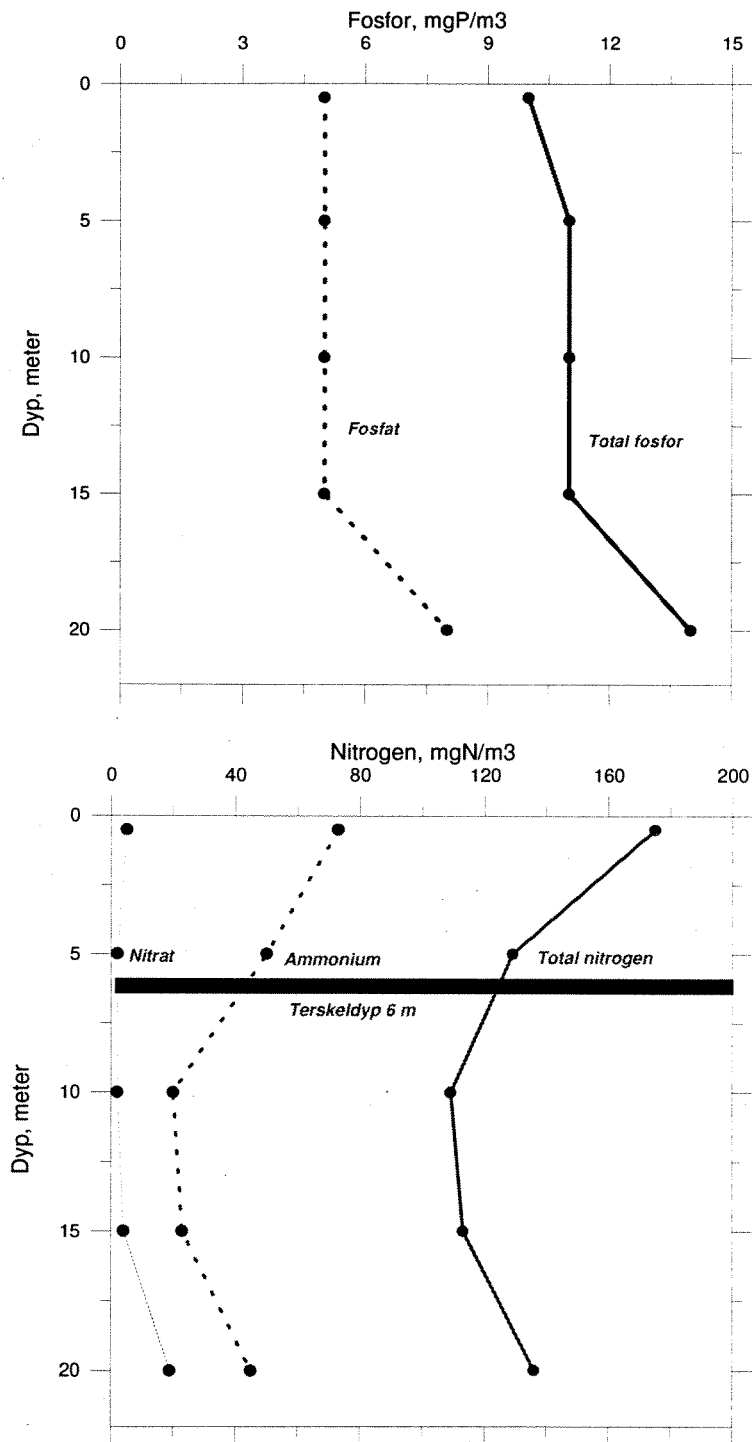 Fosfor, mgP/m3
0 3 6 9 12 15
0
5
10
15
20
Dyp, meter
Fosfat
Total fosfor
Nitrogen, mgN/m3
0 40 80 120 160 200
0
5
10
15
20
Dyp, meter
Nitrat
Ammonium
Total nitrogen
Terskeldyp 6 m